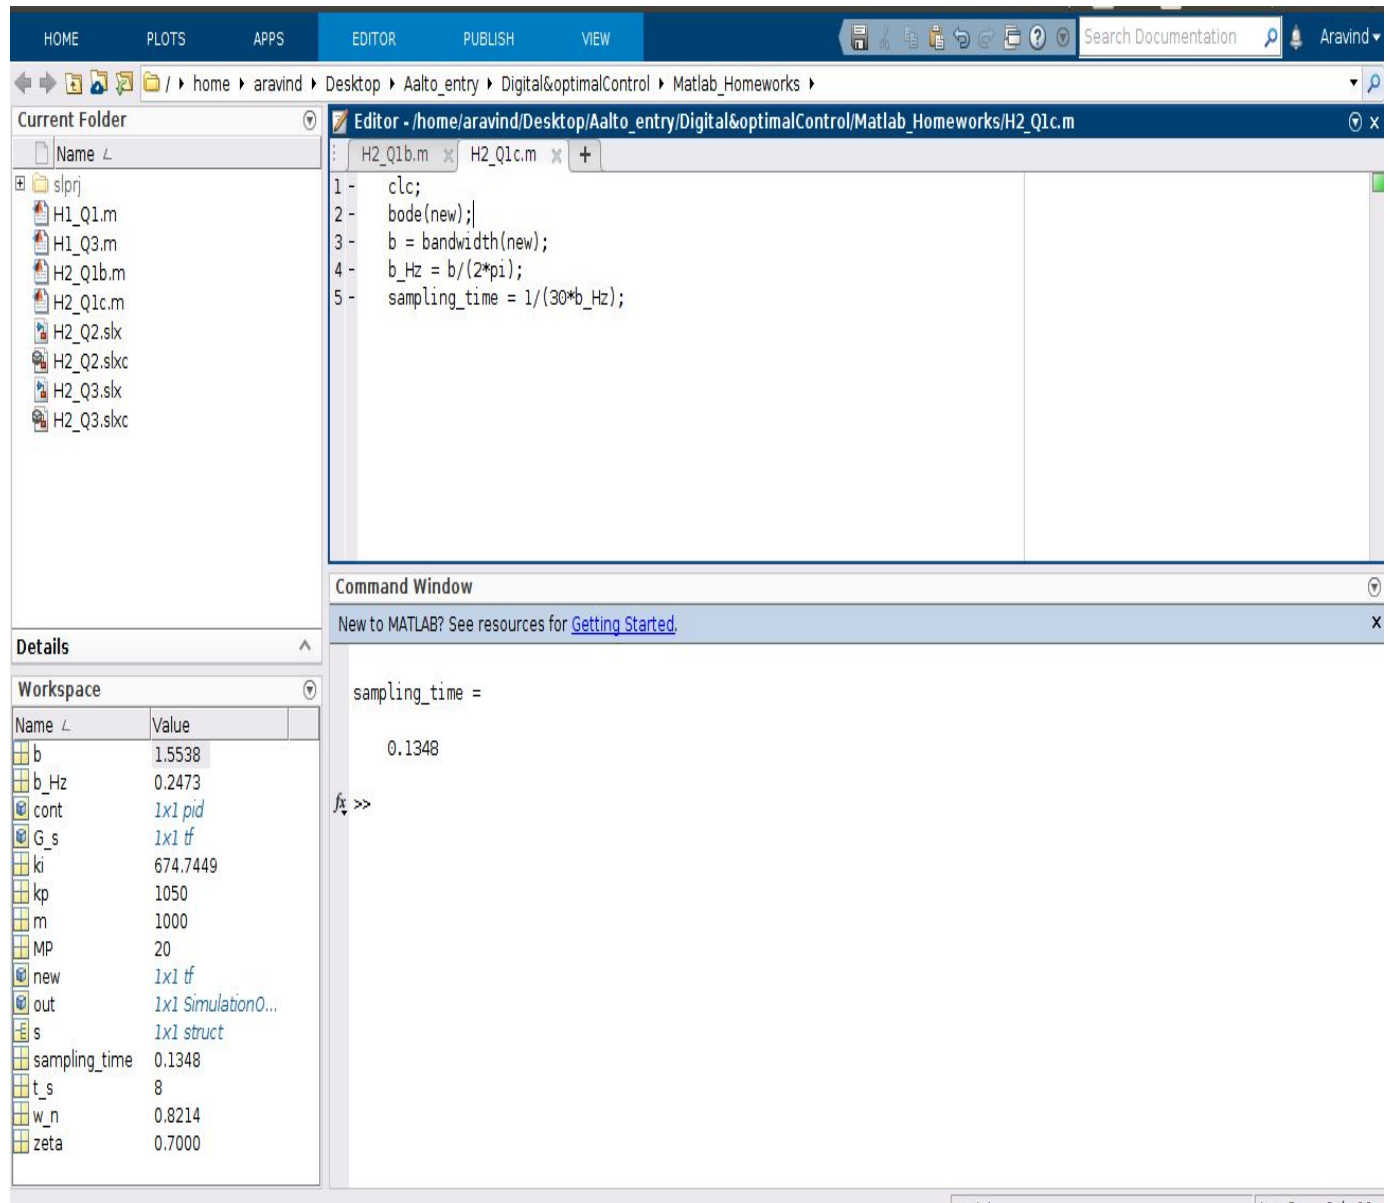 HOME PLOTS APPS EDITOR PUBLISH VIEW Search Documentation Aravind
/ home aravind Desktop Aalto_entry Digital&optimalControl Matlab_Homeworks
Current Folder
Name
slprj
H1_Q1.m
H1_Q3.m
H2_Q1b.m
H2_Q1c.m
H2_Q2.slx
H2_Q2.slxc
H2_Q3.slx
H2_Q3.slxc
Details
Workspace
Name Value
b 1.5538
b_Hz 0.2473
cont 1x1 pid
G_s 1x1 tf
ki 674.7449
kp 1050
m 1000
MP 20
new 1x1 tf
out 1x1 SimulationO...
s 1x1 struct
sampling_time 0.1348
t_s 8
w_n 0.8214
zeta 0.7000
Editor - /home/aravind/Desktop/Aalto_entry/Digital&optimalControl/Matlab_Homeworks/H2_Q1c.m
H2_Q1b.m x H2_Q1c.m x +
1 - clc;
2 - bode(new);
3 - b = bandwidth(new);
4 - b_Hz = b/(2*pi);
5 - sampling_time = 1/(30*b_Hz);
Command Window
New to MATLAB? See resources for Getting Started. x
sampling_time =
0.1348
fx >>